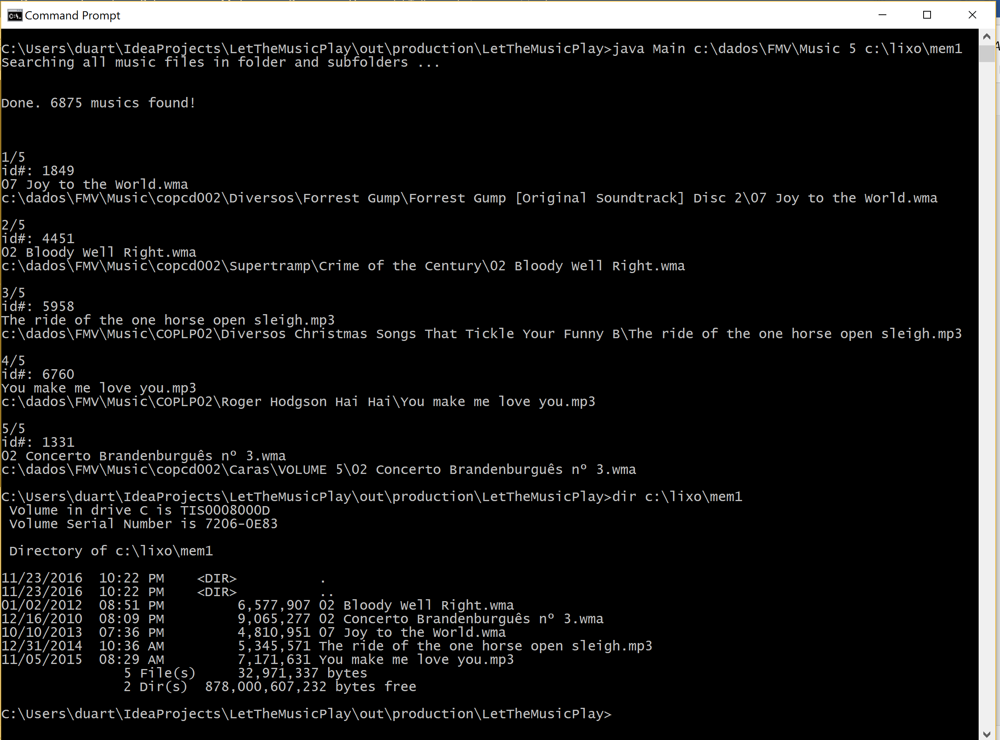 Command Prompt
C:\Users\duart\IdeaProjects\LetTheMusicPlay\out\production\LetTheMusicPlay>java Main c:\dados\FMV\Music 5 c:\lixo\mem1
Searching all music files in folder and subfolders ...
Done. 6875 musics found!
1/5
id#: 1849
07 Joy to the World.wma
c:\dados\FMV\Music\copcd002\Diversos\Forrest Gump\Forrest Gump [Original Soundtrack] Disc 2\07 Joy to the World.wma
2/5
id#: 4451
02 Bloody Well Right.wma
c:\dados\FMV\Music\copcd002\Supertramp\Crime of the Century\02 Bloody Well Right.wma
3/5
id#: 5958
The ride of the one horse open sleigh.mp3
c:\dados\FMV\Music\COPLP02\Diversos Christmas Songs That Tickle Your Funny B\The ride of the one horse open sleigh.mp3
4/5
id#: 6760
You make me love you.mp3
c:\dados\FMV\Music\COPLP02\Roger Hodgson Hai Hai\You make me love you.mp3
5/5
id#: 1331
02 Concerto Brandenburguês nº 3.wma
c:\dados\FMV\Music\copcd002\Caras\VOLUME 5\02 Concerto Brandenburguês nº 3.wma
C:\Users\duart\IdeaProjects\LetTheMusicPlay\out\production\LetTheMusicPlay>dir c:\lixo\mem1
Volume in drive C is TIS0008000D
Volume Serial Number is 7206-0E83
Directory of c:\lixo\mem1
11/23/2016  10:22 PM    <DIR>          .
11/23/2016  10:22 PM    <DIR>          ..
01/02/2012  08:51 PM         6,577,907 02 Bloody Well Right.wma
12/16/2010  08:09 PM         9,065,277 02 Concerto Brandenburguês nº 3.wma
10/10/2013  07:36 PM         4,810,951 07 Joy to the World.wma
12/31/2014  10:36 AM         5,345,571 The ride of the one horse open sleigh.mp3
11/05/2015  08:29 AM         7,171,631 You make me love you.mp3
5 File(s)     32,971,337 bytes
2 Dir(s)  878,000,607,232 bytes free
C:\Users\duart\IdeaProjects\LetTheMusicPlay\out\production\LetTheMusicPlay>